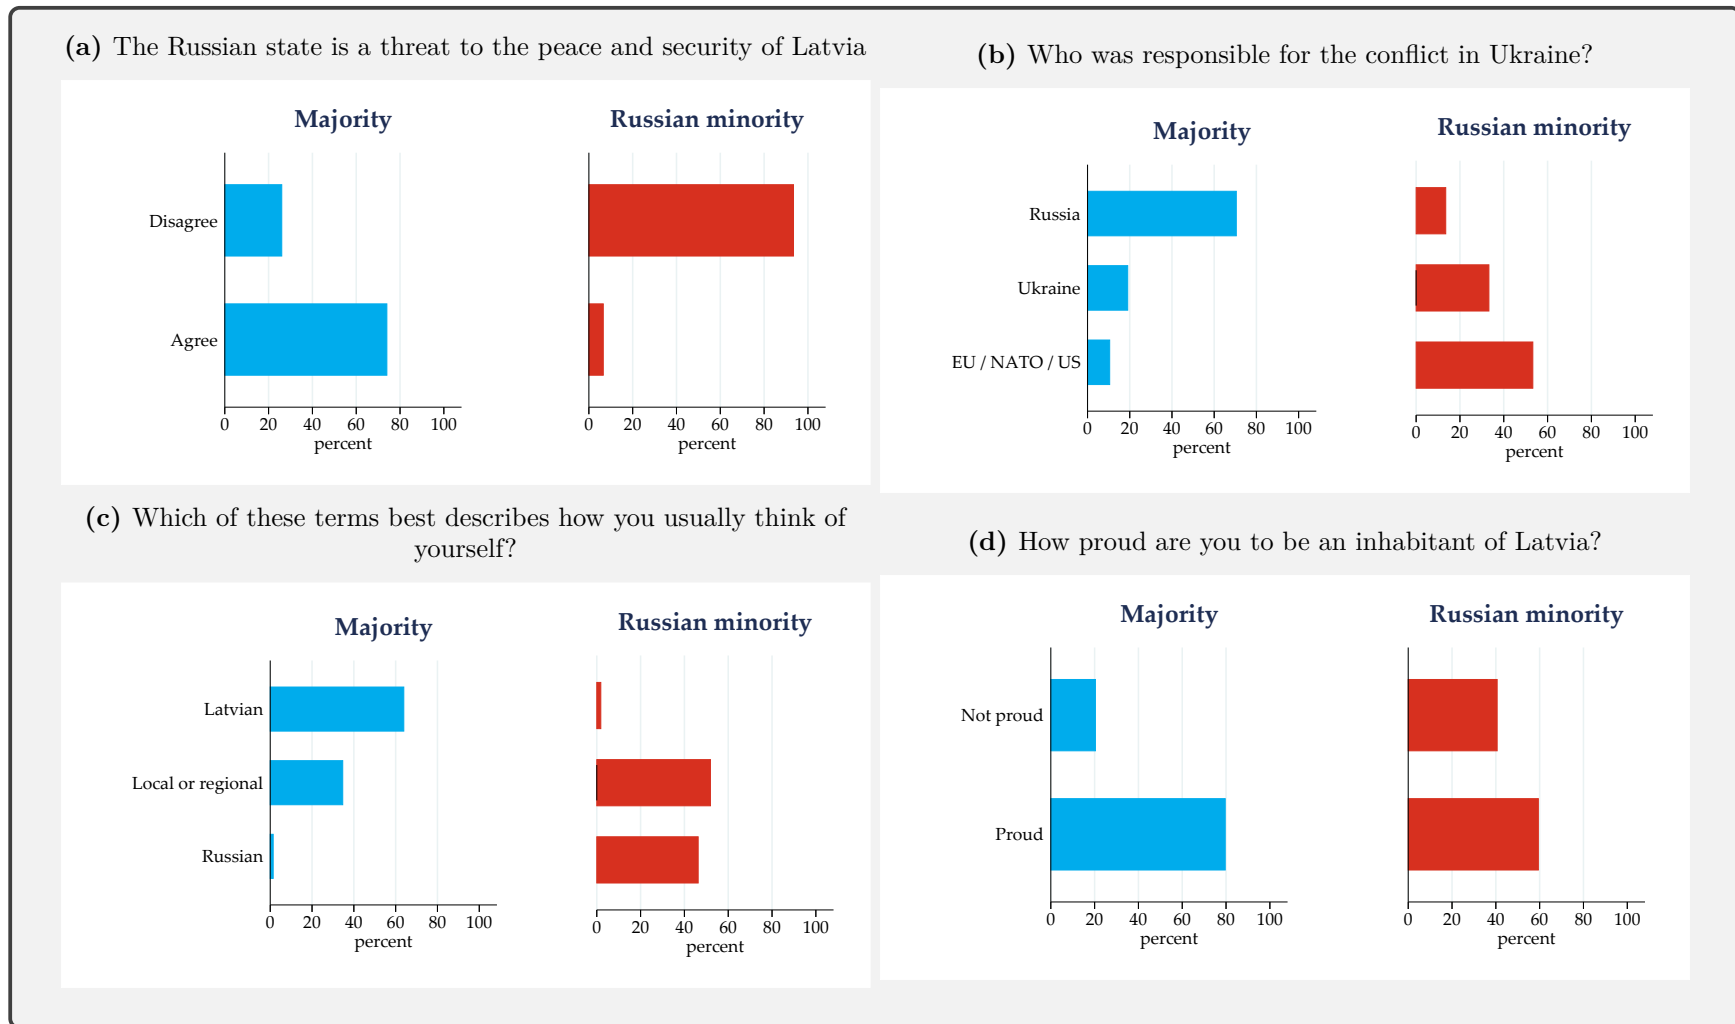 (a) The Russian state is a threat to the peace and security of Latvia
Majority
Russian minority
Disagree
Agree
0 20 40 60 80 100
percent
0 20 40 60 80 100
percent
(b) Who was responsible for the conflict in Ukraine?
Majority
Russian minority
Russia
Ukraine
EU / NATO / US
0 20 40 60 80 100
percent
0 20 40 60 80 100
percent
(c) Which of these terms best describes how you usually think of
yourself?
Majority
Russian minority
Latvian
Local or regional
Russian
0 20 40 60 80 100
percent
0 20 40 60 80 100
percent
(d) How proud are you to be an inhabitant of Latvia?
Majority
Russian minority
Not proud
Proud
0 20 40 60 80 100
percent
0 20 40 60 80 100
percent